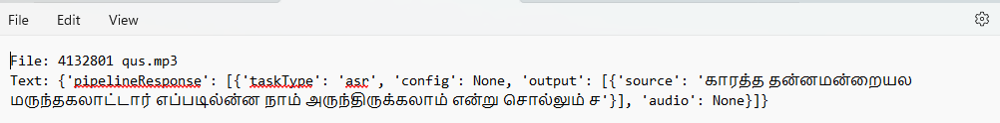 File Edit View
File: 4132801 qus.mp3
Text: {'pipelineResponse': [{'taskType': 'asr', 'config': None, 'output': [{'source': 'காரத்த தன்னமன்றையல
மருந்தகலாட்டார் எப்படில்ன்ன நாம் அருந்திருக்கலாம் என்று சொல்லும் ச'}], 'audio': None}]}